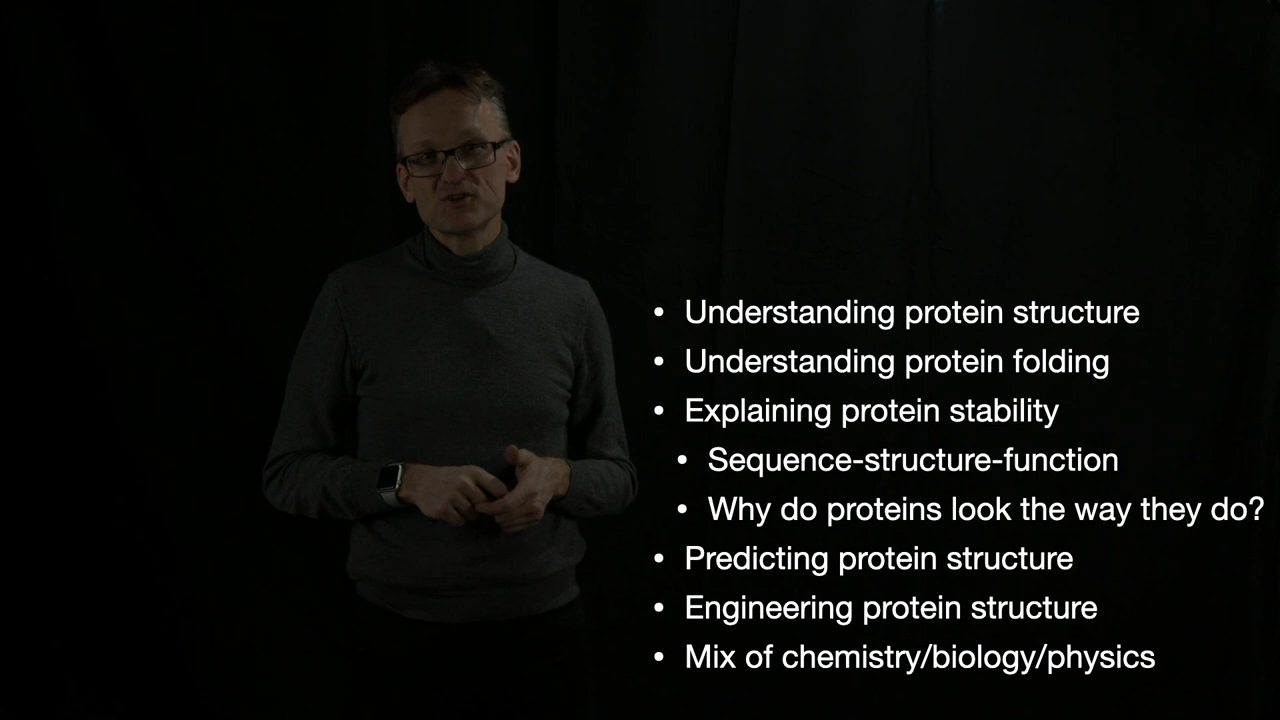 • Understanding protein structure
• Understanding protein folding
• Explaining protein stability
• Sequence-structure-function
• Why do proteins look the way they do?
• Predicting protein structure
• Engineering protein structure
• Mix of chemistry/biology/physics